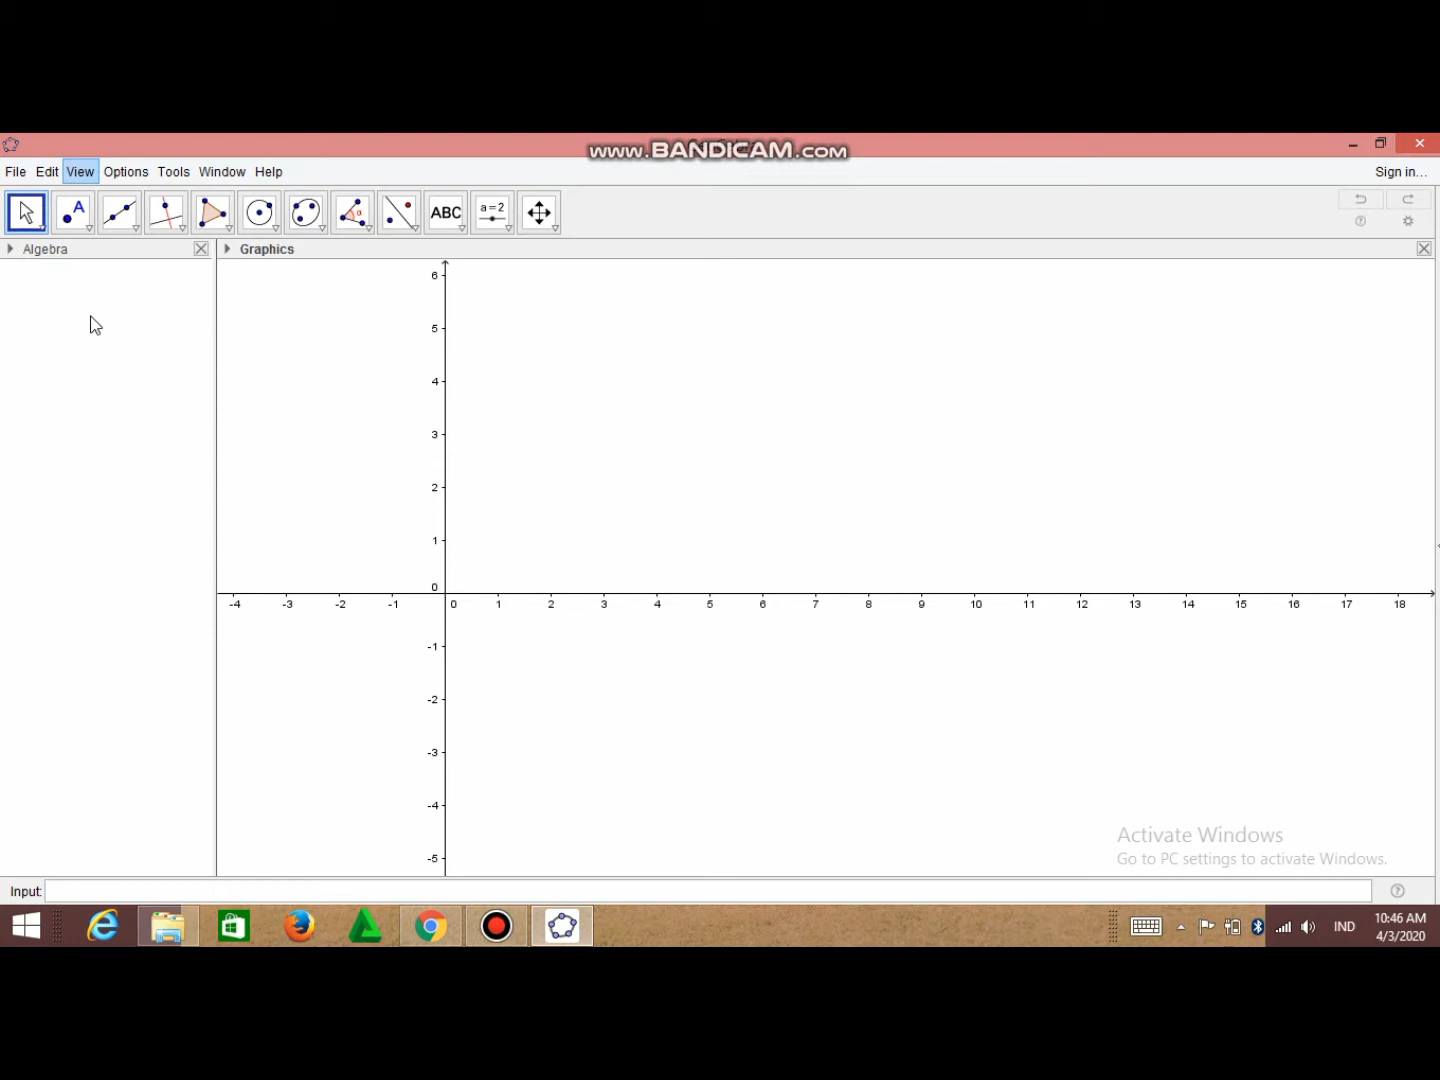 www.BANDICAM.com
File Edit View Options Tools Window Help Sign in...
A α ABC a = 2
Algebra Graphics
6
5
4
3
2
1
0
-4 -3 -2 -1 0 1 2 3 4 5 6 7 8 9 10 11 12 13 14 15 16 17 18
-1
-2
-3
-4
Activate Windows
Go to PC settings to activate Windows.
-5
Input:
IND 10:46 AM
4/3/2020